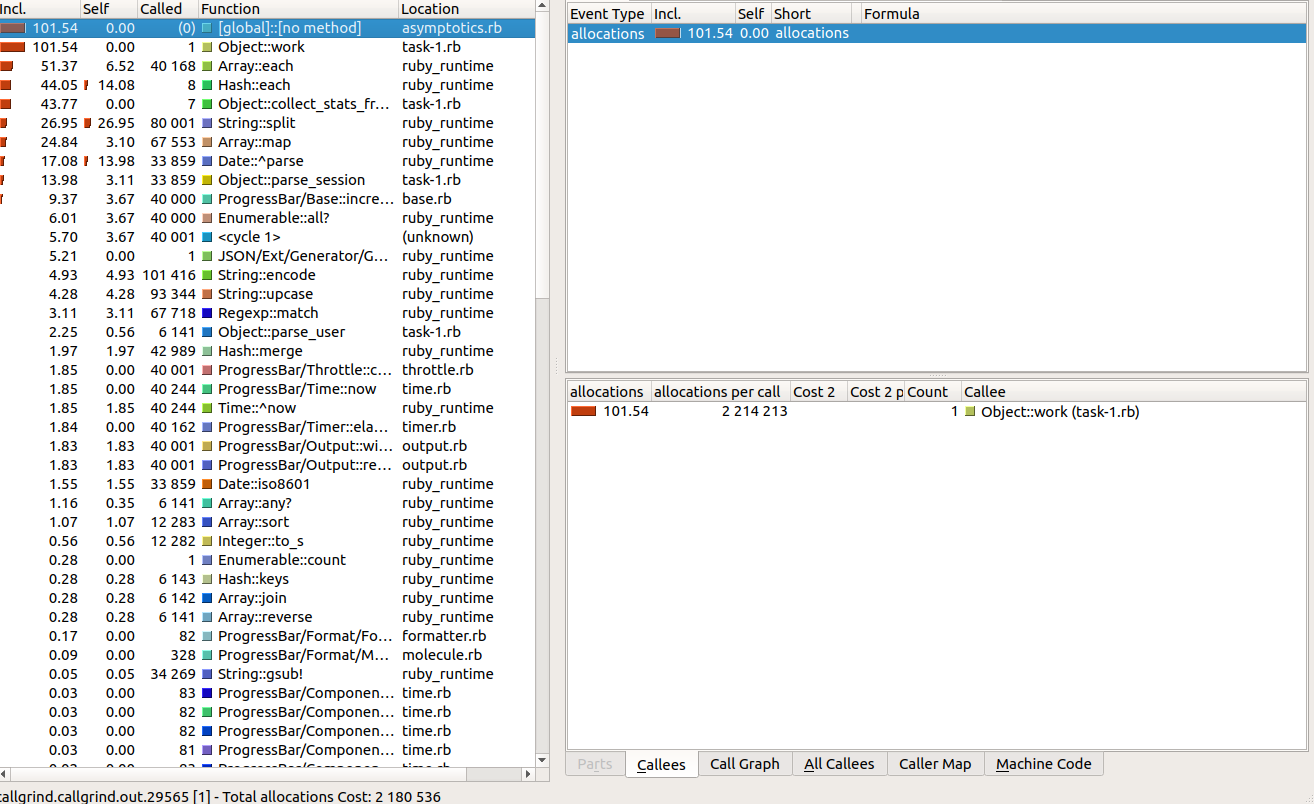 Incl. Self Called Function Location
101.54 0.00 (0) [global]::[no method] asymptotics.rb
101.54 0.00 1 Object::work task-1.rb
51.37 6.52 40 168 Array::each ruby_runtime
44.05 14.08 8 Hash::each ruby_runtime
43.77 0.00 7 Object::collect_stats_fr... task-1.rb
26.95 26.95 80 001 String::split ruby_runtime
24.84 3.10 67 553 Array::map ruby_runtime
17.08 13.98 33 859 Date::^parse ruby_runtime
13.98 3.11 33 859 Object::parse_session task-1.rb
9.37 3.67 40 000 ProgressBar/Base::incre... base.rb
6.01 3.67 40 000 Enumerable::all? ruby_runtime
5.70 3.67 40 001 <cycle 1> (unknown)
5.21 0.00 1 JSON/Ext/Generator/G... ruby_runtime
4.93 4.93 101 416 String::encode ruby_runtime
4.28 4.28 93 344 String::upcase ruby_runtime
3.11 3.11 67 718 Regexp::match ruby_runtime
2.25 0.56 6 141 Object::parse_user task-1.rb
1.97 1.97 42 989 Hash::merge ruby_runtime
1.85 0.00 40 001 ProgressBar/Throttle::c... throttle.rb
1.85 0.00 40 244 ProgressBar/Time::now time.rb
1.85 1.85 40 244 Time::^now ruby_runtime
1.84 0.00 40 162 ProgressBar/Timer::ela... timer.rb
1.83 1.83 40 001 ProgressBar/Output::wi... output.rb
1.83 1.83 40 001 ProgressBar/Output::re... output.rb
1.55 1.55 33 859 Date::iso8601 ruby_runtime
1.16 0.35 6 141 Array::any? ruby_runtime
1.07 1.07 12 283 Array::sort ruby_runtime
0.56 0.56 12 282 Integer::to_s ruby_runtime
0.28 0.00 1 Enumerable::count ruby_runtime
0.28 0.28 6 143 Hash::keys ruby_runtime
0.28 0.28 6 142 Array::join ruby_runtime
0.28 0.28 6 141 Array::reverse ruby_runtime
0.17 0.00 82 ProgressBar/Format/Fo... formatter.rb
0.09 0.00 328 ProgressBar/Format/M... molecule.rb
0.05 0.05 34 269 String::gsub! ruby_runtime
0.03 0.00 83 ProgressBar/Componen... time.rb
0.03 0.00 82 ProgressBar/Componen... time.rb
0.03 0.00 82 ProgressBar/Componen... time.rb
0.03 0.00 81 ProgressBar/Componen... time.rb
Event Type Incl. Self Short Formula
allocations 101.54 0.00 allocations
allocations allocations per call Cost 2 Cost 2 p Count Callee
101.54 2 214 213 1 Object::work (task-1.rb)
Parts Callees Call Graph All Callees Caller Map Machine Code
callgrind.callgrind.out.29565 [1] - Total allocations Cost: 2 180 536